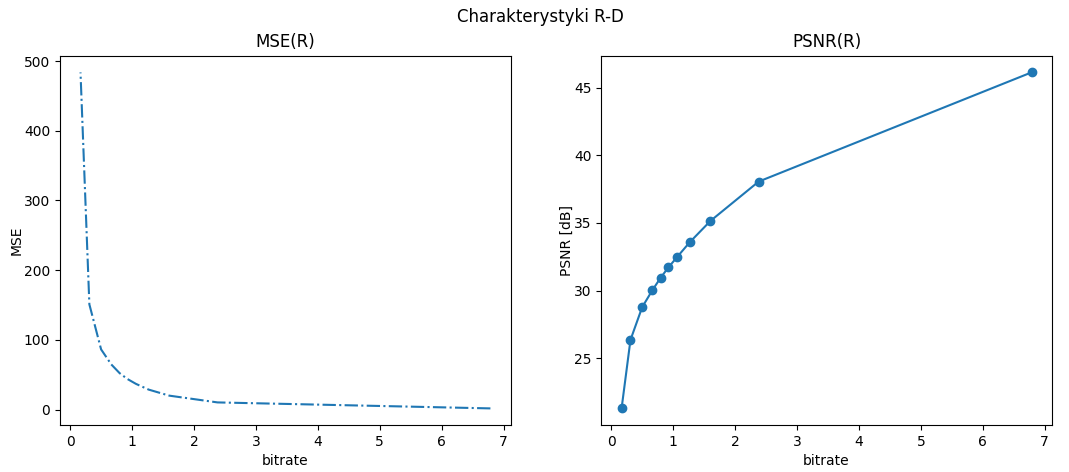 Charakterystyki R-D
MSE(R)
500
400
300
200
100
0
MSE
0 1 2 3 4 5 6 7
bitrate
PSNR(R)
45
40
35
30
25
PSNR [dB]
0 1 2 3 4 5 6 7
bitrate